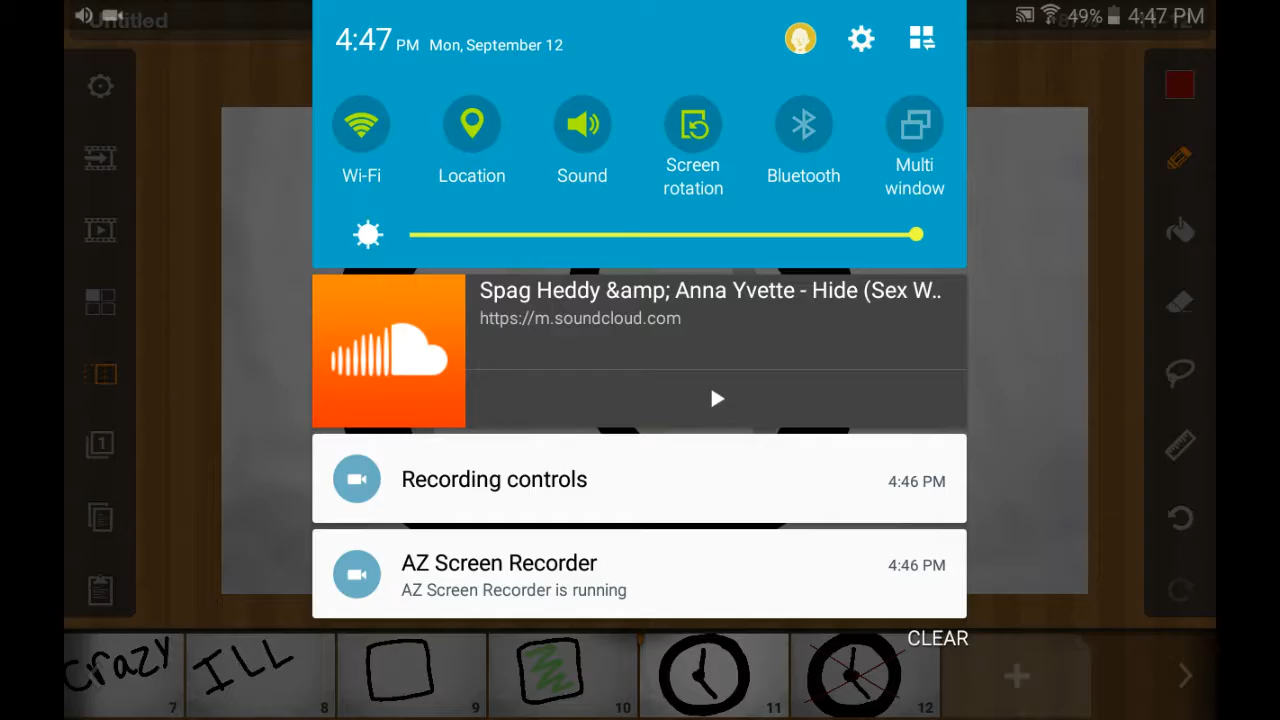 Untitled
49% 4:47 PM
4:47 PM Mon, September 12
Wi-Fi
Location
Sound
Screen rotation
Bluetooth
Multi window
Spag Heddy &amp; Anna Yvette - Hide (Sex W..
https://m.soundcloud.com
Recording controls
4:46 PM
AZ Screen Recorder
4:46 PM
AZ Screen Recorder is running
CLEAR
1
Crazy
7
ILL
8
9
10
11
12